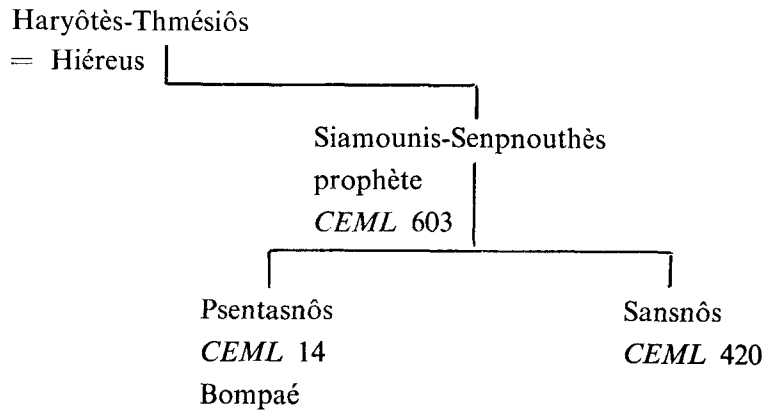 Haryôtès-Thmésiôs
= Hiéreus
Siamounis-Senpnouthès
prophète
CEML 603
Psentasnôs
CEML 14
Bompaé
Sansnôs
CEML 420